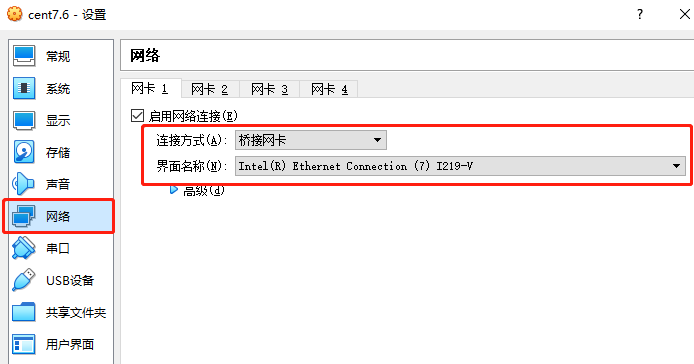 cent7.6 - 设置
? ×
常规
系统
显示
存储
声音
网络
串口
USB设备
共享文件夹
用户界面
网络
网卡 1 网卡 2 网卡 3 网卡 4
启用网络连接(E)
连接方式(A): 桥接网卡
界面名称(N): Intel(R) Ethernet Connection (7) I219-V
高级(d)